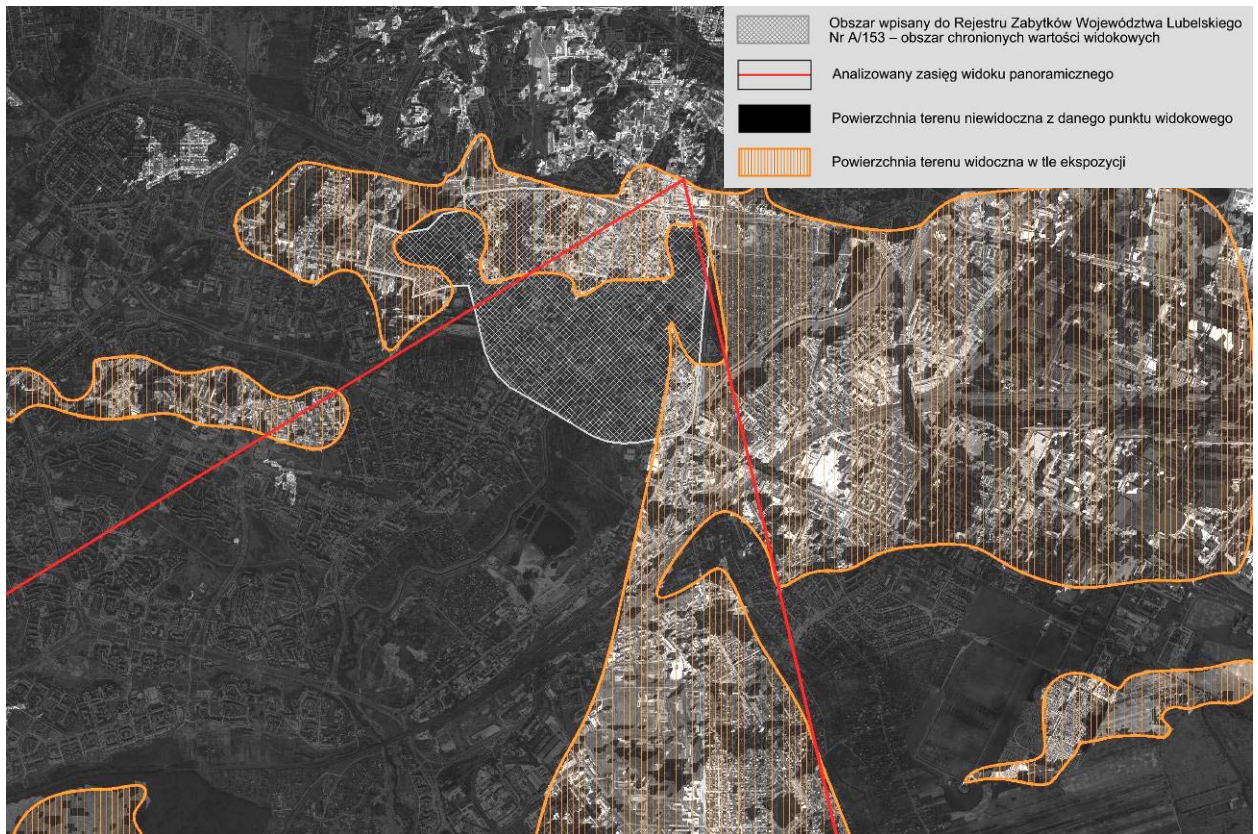 Obszar wpisany do Rejestru Zabytków Województwa Lubelskiego
Nr A/153 – obszar chronionych wartości widokowych
Analizowany zasięg widoku panoramicznego
Powierzchnia terenu niewidoczna z danego punktu widokowego
Powierzchnia terenu widoczna w tle ekspozycji